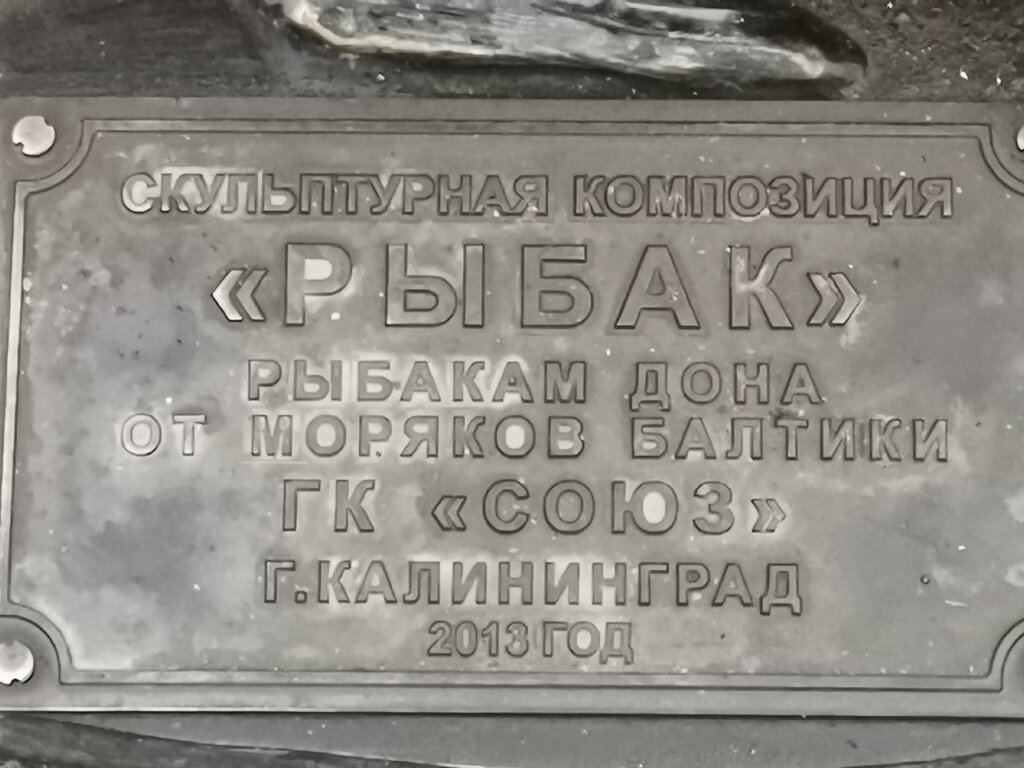 СКУЛЬПТУРНАЯ КОМПОЗИЦИЯ
«РЫБАК»
РЫБАКАМ ДОНА
ОТ МОРЯКОВ БАЛТИКИ
ГК «СОЮЗ»
Г.КАЛИНИНГРАД
2013 ГОД